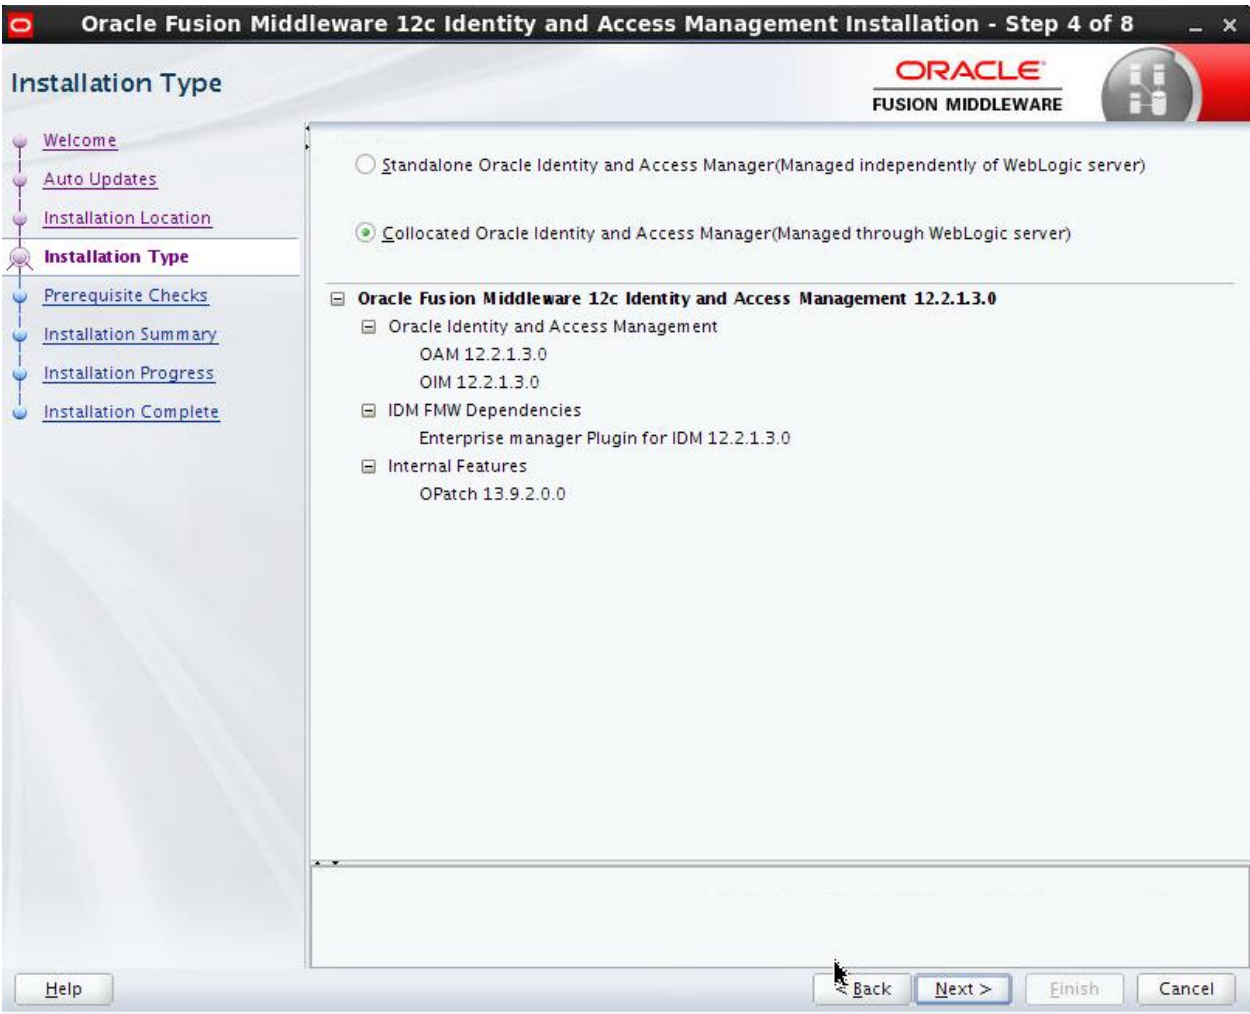 Oracle Fusion Middleware 12c Identity and Access Management Installation - Step 4 of 8
Installation Type
ORACLE
FUSION MIDDLEWARE
Welcome
Auto Updates
Installation Location
Installation Type
Prerequisite Checks
Installation Summary
Installation Progress
Installation Complete
Standalone Oracle Identity and Access Manager(Managed independently of WebLogic server)
Collocated Oracle Identity and Access Manager(Managed through WebLogic server)
Oracle Fusion Middleware 12c Identity and Access Management 12.2.1.3.0
Oracle Identity and Access Management
OAM 12.2.1.3.0
OIM 12.2.1.3.0
IDM FMW Dependencies
Enterprise manager Plugin for IDM 12.2.1.3.0
Internal Features
OPatch 13.9.2.0.0
Help
< Back
Next >
Finish
Cancel